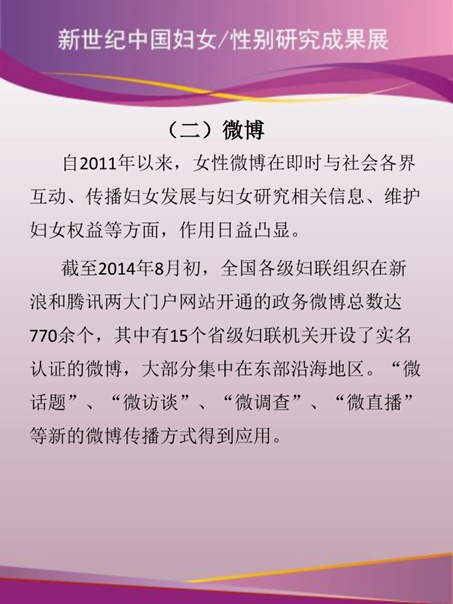 新世纪中国妇女/性别研究成果展
（二）微博
自2011年以来，女性微博在即时与社会各界
互动、传播妇女发展与妇女研究相关信息、维护
妇女权益等方面，作用日益凸显。
截至2014年8月初，全国各级妇联组织在新
浪和腾讯两大门户网站开通的政务微博总数达
770余个，其中有15个省级妇联机关开设了实名
认证的微博，大部分集中在东部沿海地区。“微
话题”、“微访谈”、“微调查”、“微直播”
等新的微博传播方式得到应用。